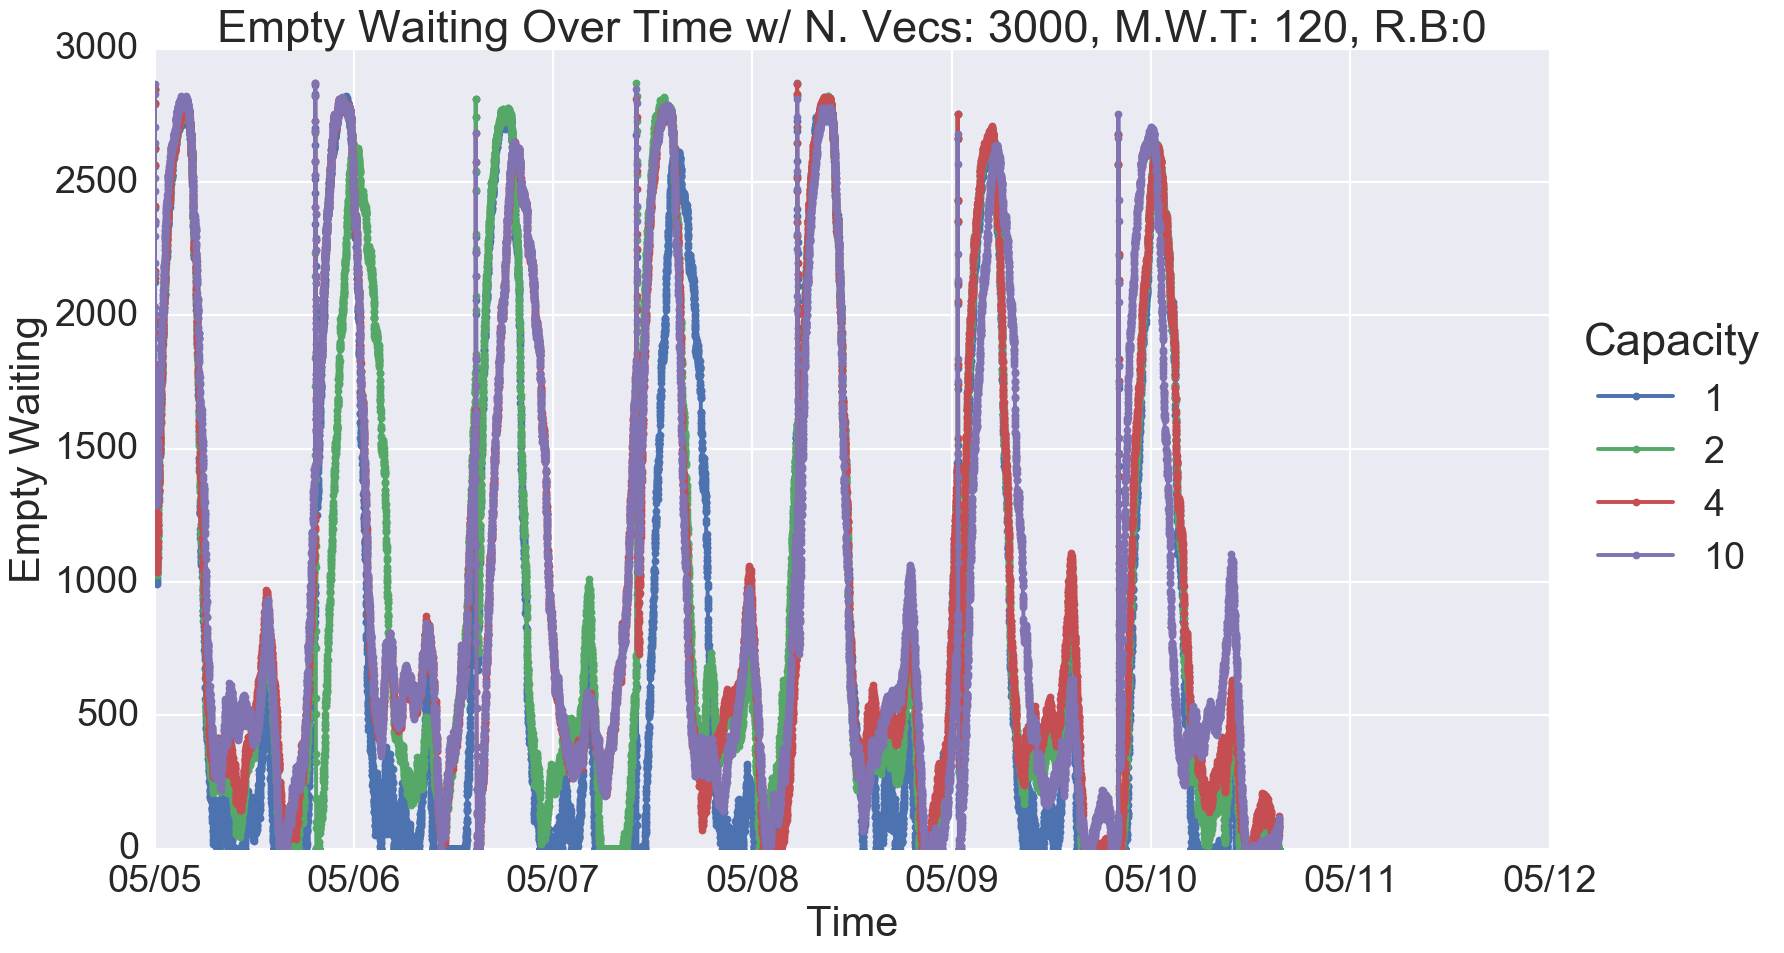 Empty Waiting Over Time w/ N. Vecs: 3000, M.W.T: 120, R.B:0
3000
2500
2000
1500
1000
500
0
Empty Waiting
05/05 05/06 05/07 05/08 05/09 05/10 05/11 05/12
Time
Capacity
1
2
4
10